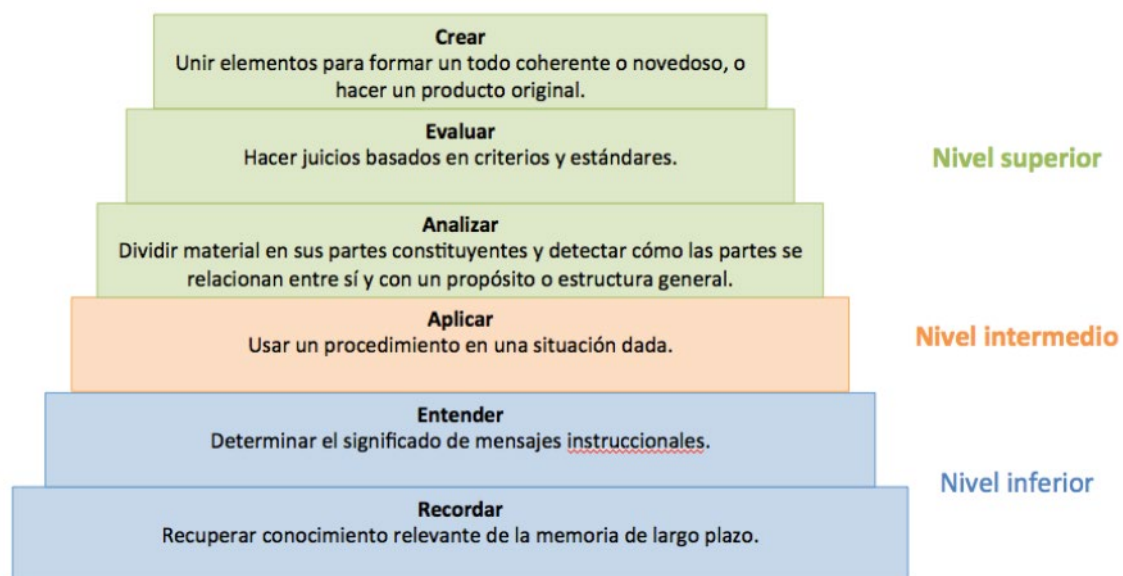 Crear
Unir elementos para formar un todo coherente o novedoso, o
hacer un producto original.
Evaluar
Hacer juicios basados en criterios y estándares.
Nivel superior
Analizar
Dividir material en sus partes constituyentes y detectar cómo las partes se
relacionan entre sí y con un propósito o estructura general.
Aplicar
Usar un procedimiento en una situación dada.
Nivel intermedio
Entender
Determinar el significado de mensajes instruccionales.
Nivel inferior
Recordar
Recuperar conocimiento relevante de la memoria de largo plazo.